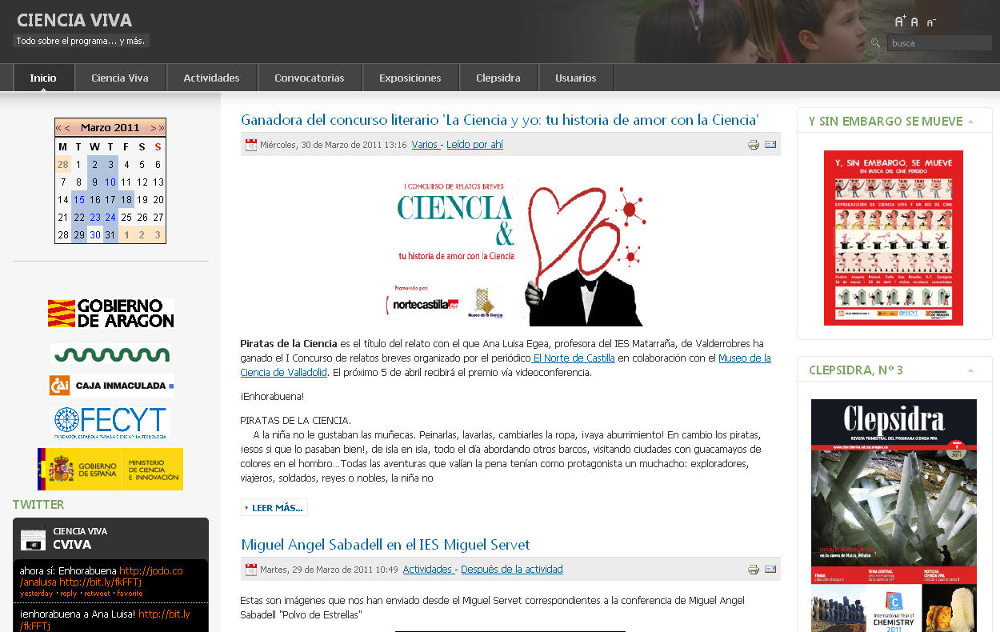 CIENCIA VIVA
Todo sobre el programa... y más.
A+ A A-
busca
Inicio
Ciencia Viva
Actividades
Convocatorias
Exposiciones
Clepsidra
Usuarios
« < Marzo 2011 > »
M T W T F S S
28 1 2 3 4 5 6
7 8 9 10 11 12 13
14 15 16 17 18 19 20
21 22 23 24 25 26 27
28 29 30 31 1 2 3
GOBIERNO
DE ARAGON
CAi CAJA INMACULADA
FECYT
FUNDACIÓN ESPAÑOLA PARA LA CIENCIA Y LA TECNOLOGÍA
GOBIERNO
DE ESPAÑA
MINISTERIO
DE CIENCIA
E INNOVACIÓN
TWITTER
CIENCIA VIVA
CVIVA
ahora sí: Enhorabuena http://jodo.co
/analuisa http://bit.ly/fkFFTj
yesterday · reply · retweet · favorite
¡enhorabuena a Ana Luisa! http://bit.ly
/fkFFTj
Ganadora del concurso literario 'La Ciencia y yo: tu historia de amor con la Ciencia'
Miércoles, 30 de Marzo de 2011 13:16 Varios - Leído por ahí
I CONCURSO DE RELATOS BREVES
CIENCIA
&
tu historia de amor con la Ciencia
Promovido por:
nortecastilla.es
Museo de la Ciencia
Piratas de la Ciencia es el título del relato con el que Ana Luisa Egea, profesora del IES Matarraña, de Valderrobres ha
ganado el I Concurso de relatos breves organizado por el periódico El Norte de Castilla en colaboración con el Museo de la
Ciencia de Valladolid. El próximo 5 de abril recibirá el premio vía videoconferencia.
¡Enhorabuena!
PIRATAS DE LA CIENCIA.
A la niña no le gustaban las muñecas. Peinarlas, lavarlas, cambiarles la ropa, ¡vaya aburrimiento! En cambio los piratas,
¡esos si que lo pasaban bien!, de isla en isla, todo el día abordando otros barcos, visitando ciudades con guacamayos de
colores en el hombro...Todas las aventuras que valían la pena tenían como protagonista un muchacho: exploradores,
viajeros, soldados, reyes o nobles, la niña no
LEER MÁS...
Miguel Angel Sabadell en el IES Miguel Servet
Martes, 29 de Marzo de 2011 10:49 Actividades - Después de la actividad
Estas son imágenes que nos han enviado desde el Miguel Servet correspondientes a la conferencia de Miguel Angel
Sabadell "Polvo de Estrellas"
Y SIN EMBARGO SE MUEVE
Y, SIN EMBARGO, SE MUEVE
EN BUSCA DEL CINE PERDIDO
EXPOSI(A)CIÓN DE CIENCIA VIVA Y UN DÍA DE CINE
Centro Joaquín Roncal, Calle San Braulio, 5-7, Zaragoza
16 de marzo - 20 de abril / visitas escolares concertadas
CAJA INMACULADA
FECYT
CLEPSIDRA, Nº 3
Clepsidra
REVISTA TRIMESTRAL DEL PROGRAMA CIENCIA VIVA
3
2011
en la cueva de Naica, México.
TEMAS
TEMA CENTRAL
NOTICIAS
CIENCIA VIVA
C
International Year of
CHEMISTRY
2011